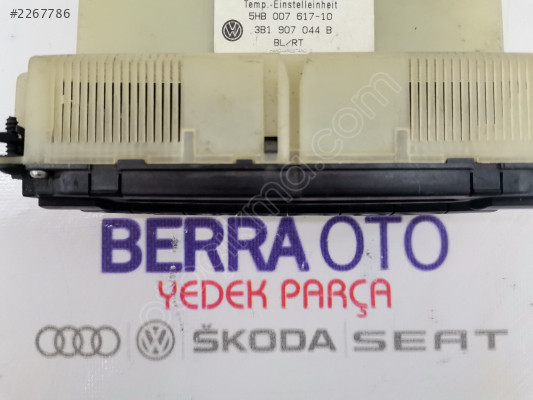 #2267786
Temp.-Einstelleinheit
5HB 007 617-10
3B1 907 044 B
BL/RT
BERRA OTO
YEDEK PARÇA
ŠKODA SEAT